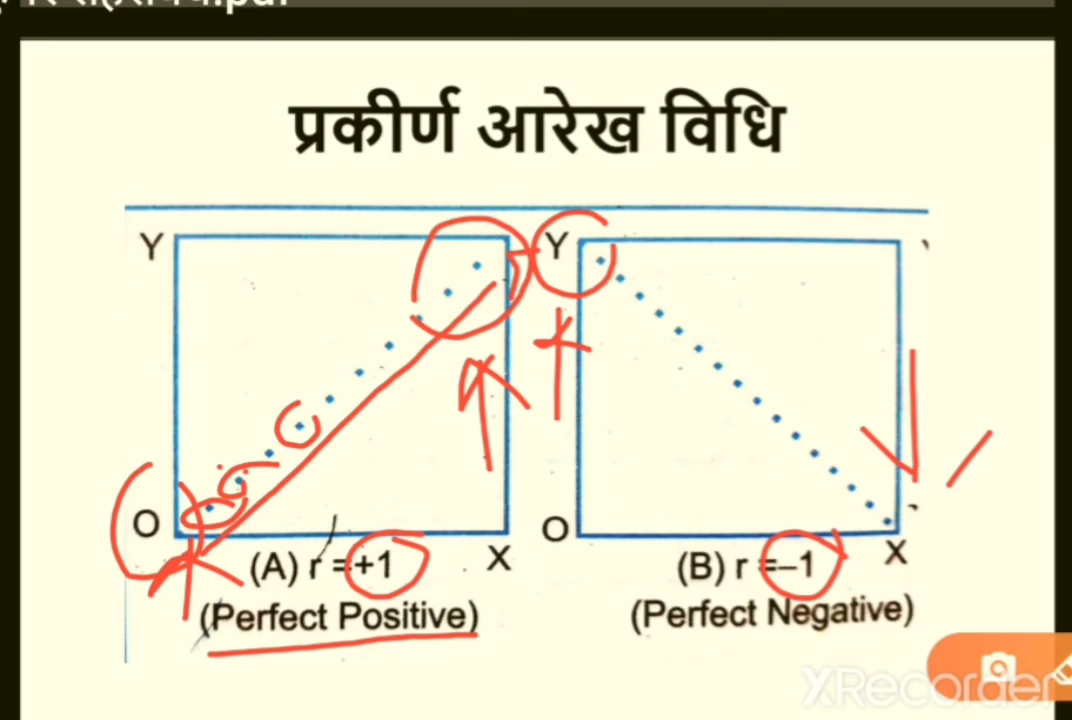 प्रकीर्ण आरेख विधि
Y
Y
O
O
X
X
(A) r =+1
(B) r =–1
(Perfect Positive)
(Perfect Negative)
XRecorder